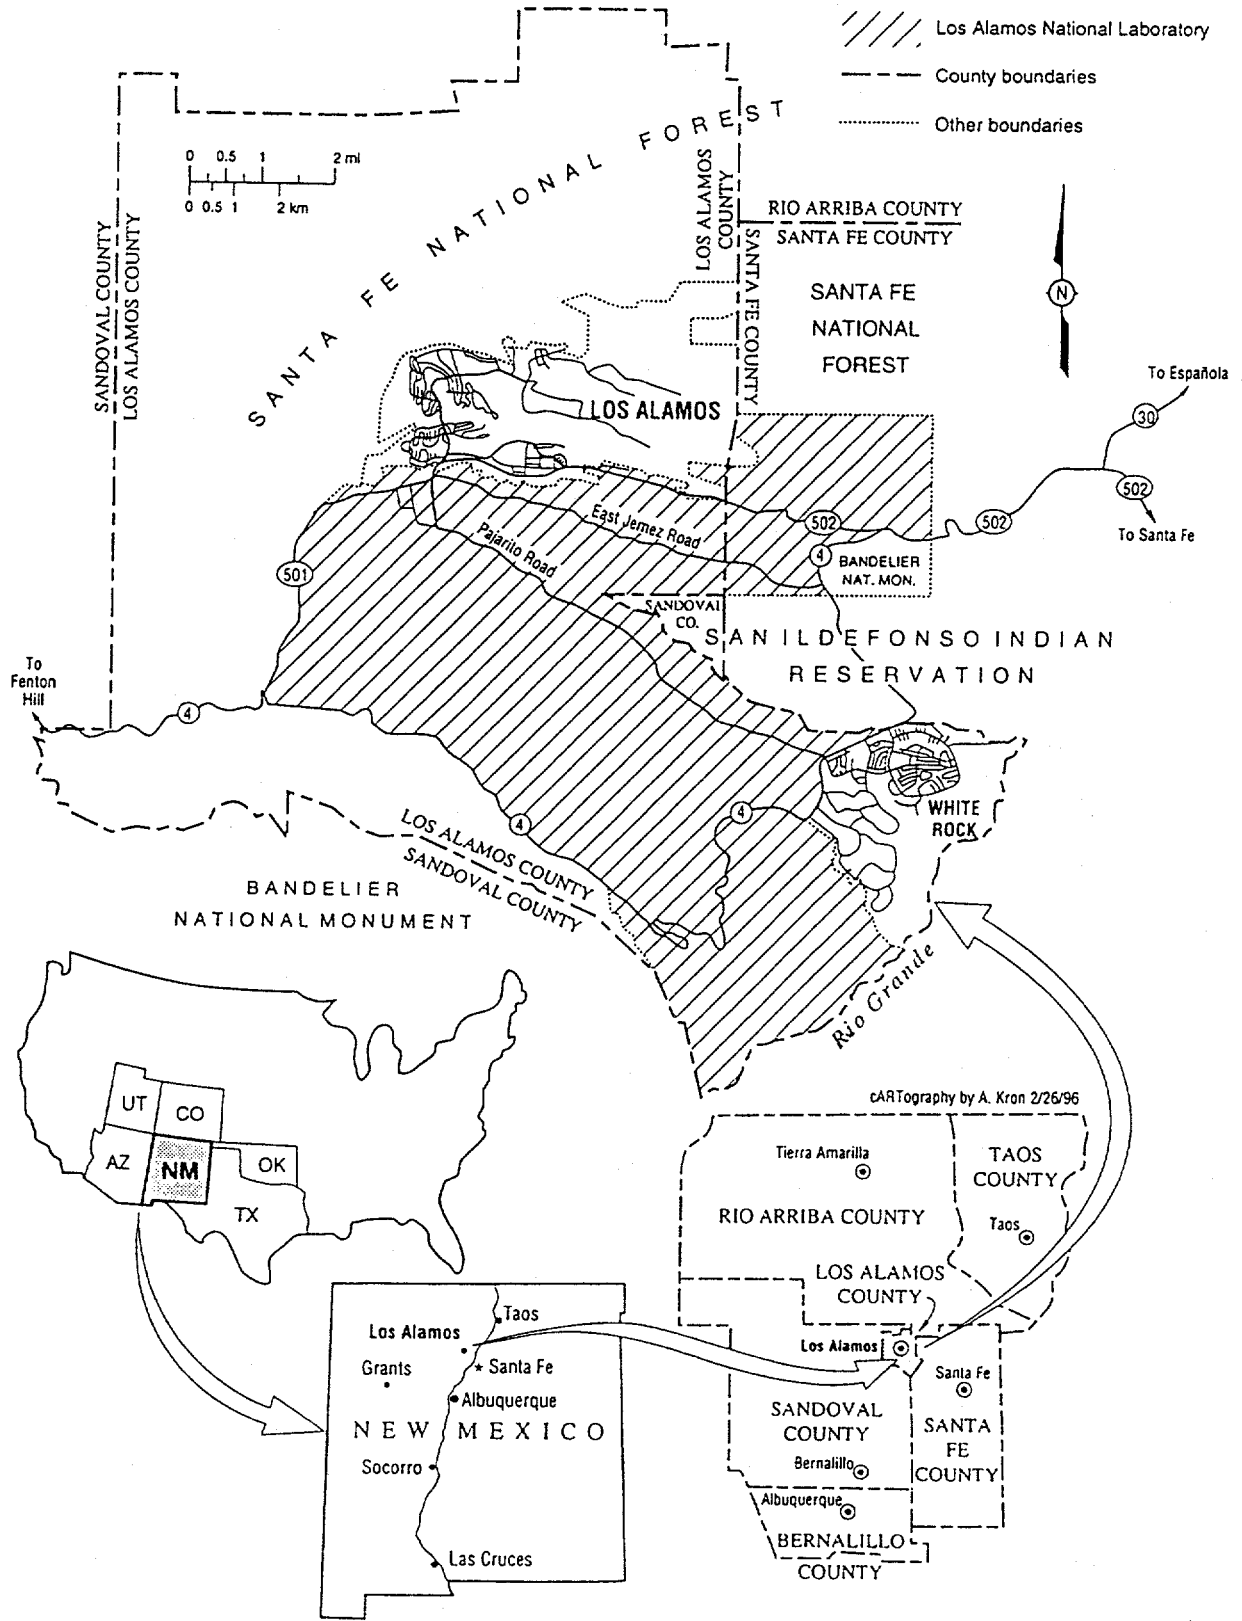 Los Alamos National Laboratory
County boundaries
Other boundaries
0 0.5 1 2 mi
0 0.5 1 2 km
SANTA FE NATIONAL FOREST
SANDOVAL COUNTY
LOS ALAMOS COUNTY
LOS ALAMOS
COUNTY
SANTA FE COUNTY
RIO ARRIBA COUNTY
SANTA FE COUNTY
SANTA FE
NATIONAL
FOREST
N
To Española
30
502
To Santa Fe
LOS ALAMOS
502
502
East Jemez Road
Pajarito Road
4
BANDELIER
NAT. MON.
501
SANDOVAL
CO.
SAN ILDEFONSO INDIAN
RESERVATION
To
Fenton
Hill
4
4
4
WHITE
ROCK
LOS ALAMOS COUNTY
SANDOVAL COUNTY
BANDELIER
NATIONAL MONUMENT
Rio Grande
cARTography by A. Kron 2/26/96
UT
CO
AZ
NM
OK
TX
Taos
Los Alamos
Grants
Santa Fe
Albuquerque
NEW MEXICO
Socorro
Las Cruces
Tierra Amarilla
TAOS
COUNTY
RIO ARRIBA COUNTY
Taos
LOS ALAMOS
COUNTY
Los Alamos
Santa Fe
SANDOVAL
COUNTY
SANTA
FE
COUNTY
Bernalillo
Albuquerque
BERNALILLO
COUNTY